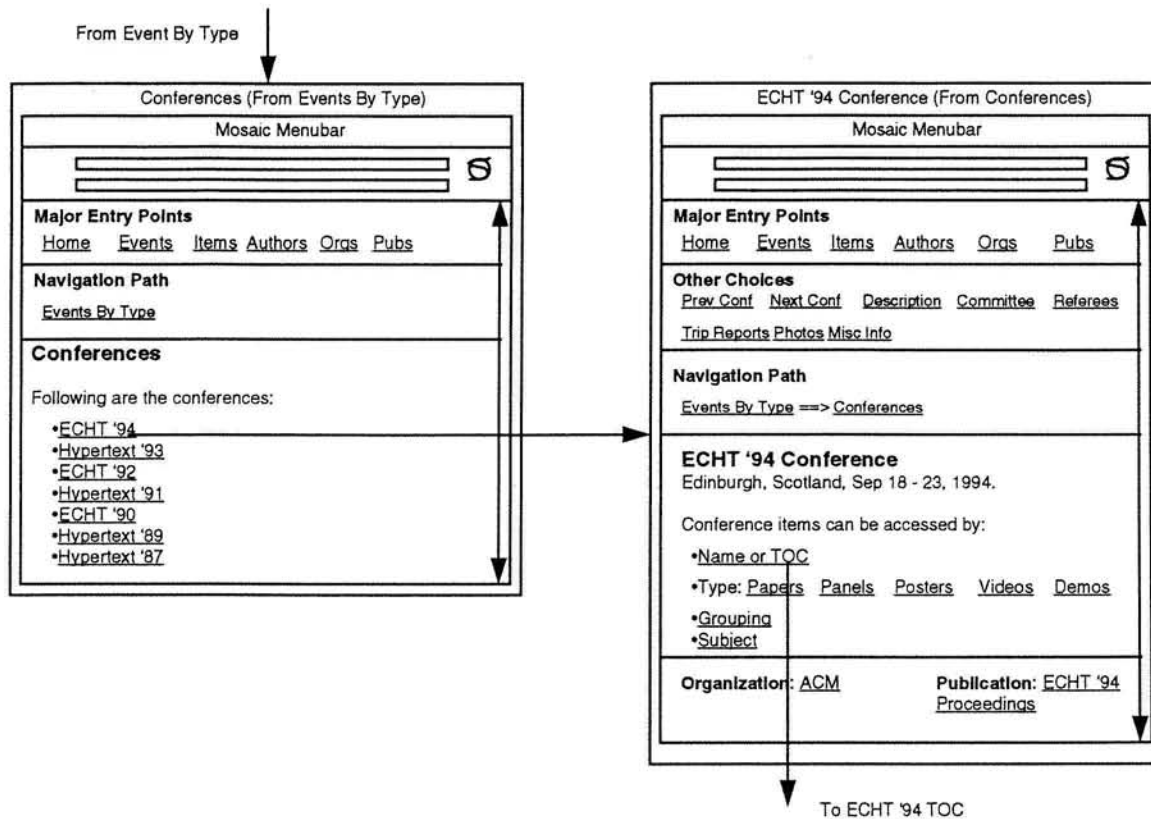 From Event By Type
Conferences (From Events By Type)
Mosaic Menubar
Major Entry Points
Home Events Items Authors Orgs Pubs
Navigation Path
Events By Type
Conferences
Following are the conferences:
•ECHT '94
•Hypertext '93
•ECHT '92
•Hypertext '91
•ECHT '90
•Hypertext '89
•Hypertext '87
ECHT '94 Conference (From Conferences)
Mosaic Menubar
Major Entry Points
Home Events Items Authors Orgs Pubs
Other Choices
Prev Conf Next Conf Description Committee Referees
Trip Reports Photos Misc Info
Navigation Path
Events By Type ==> Conferences
ECHT '94 Conference
Edinburgh, Scotland, Sep 18 - 23, 1994.
Conference items can be accessed by:
•Name or TOC
•Type: Papers Panels Posters Videos Demos
•Grouping
•Subject
Organization: ACM
Publication: ECHT '94
Proceedings
To ECHT '94 TOC